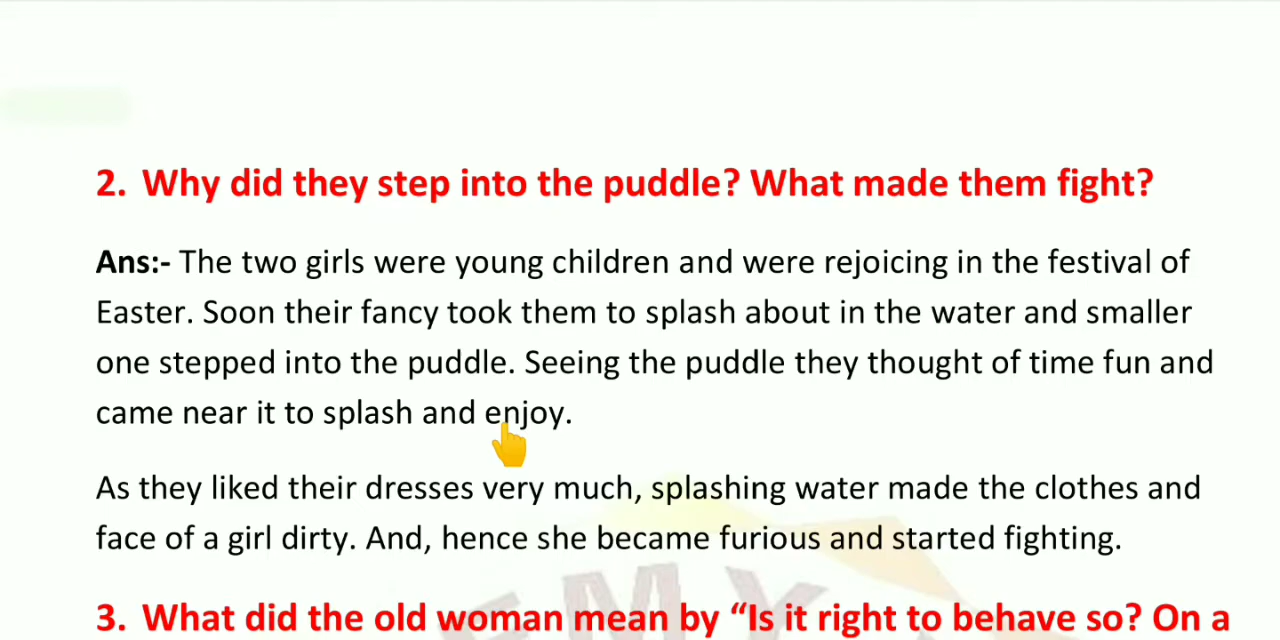 2. Why did they step into the puddle? What made them fight?
Ans:- The two girls were young children and were rejoicing in the festival of
Easter. Soon their fancy took them to splash about in the water and smaller
one stepped into the puddle. Seeing the puddle they thought of time fun and
came near it to splash and enjoy.
As they liked their dresses very much, splashing water made the clothes and
face of a girl dirty. And, hence she became furious and started fighting.
EMY
3. What did the old woman mean by “Is it right to behave so? On a